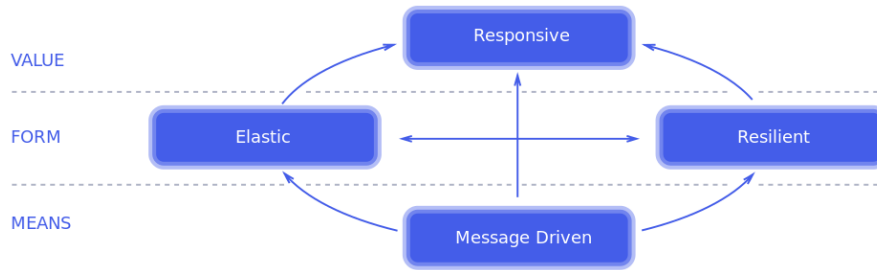 Responsive
VALUE
FORM
Elastic
Resilient
MEANS
Message Driven